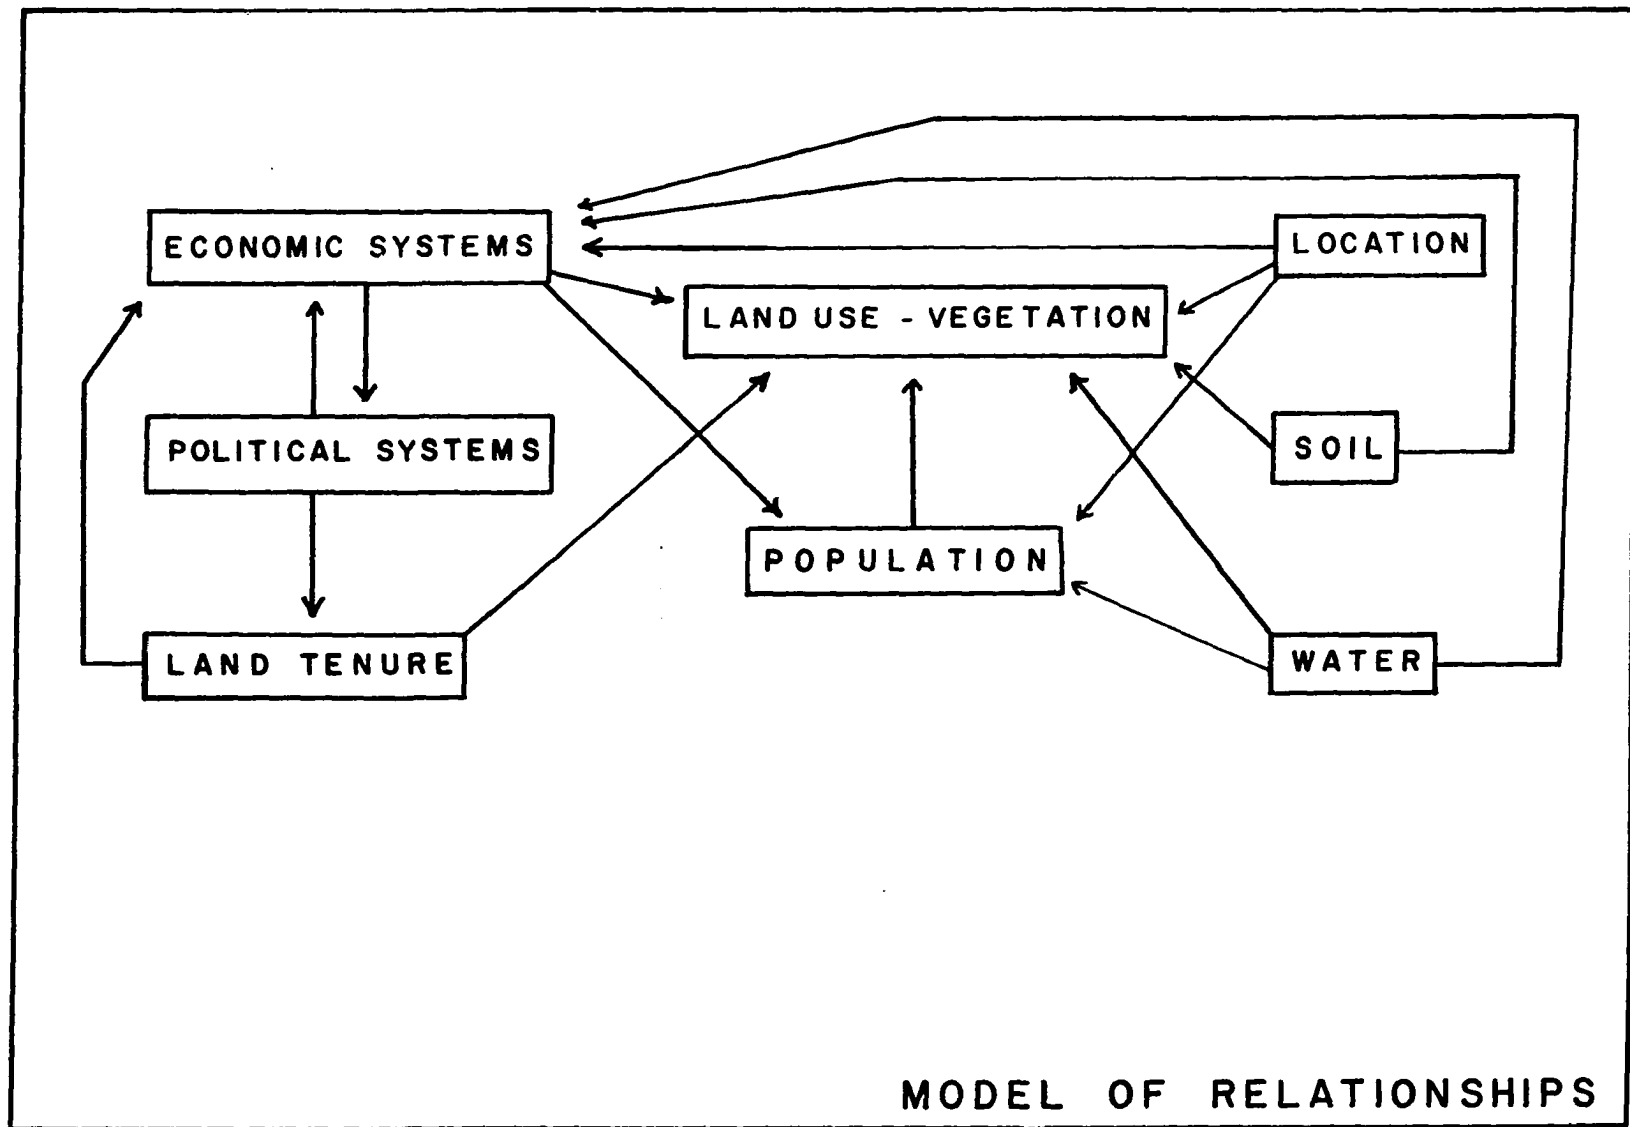 ECONOMIC SYSTEMS
LOCATION
LAND USE - VEGETATION
POLITICAL SYSTEMS
SOIL
POPULATION
LAND TENURE
WATER
MODEL OF RELATIONSHIPS